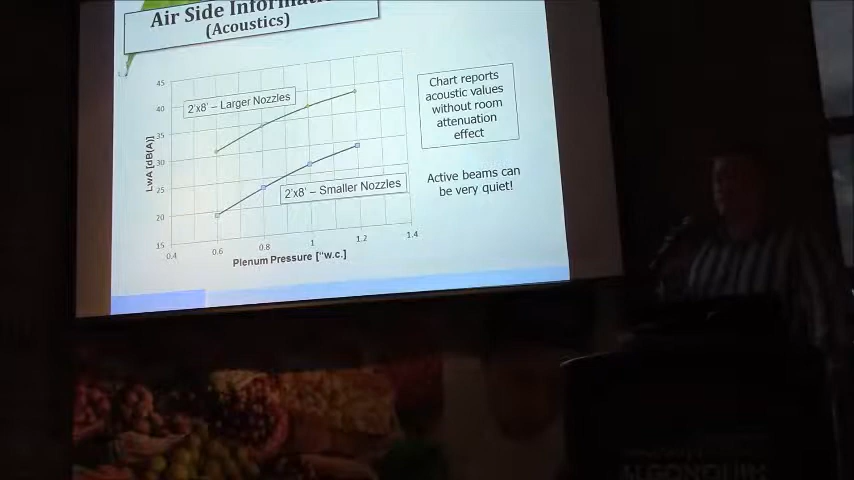 Air Side
(Acoustics)
45
40
35
30
25
20
15
LwA [dB(A)]
2'x8' – Larger Nozzles
2'x8' – Smaller Nozzles
0.4
0.6
0.8
1
1.2
1.4
Plenum Pressure ["w.c.]
Chart reports
acoustic values
without room
attenuation
effect
Active beams can
be very quiet!
ALGONQUIN